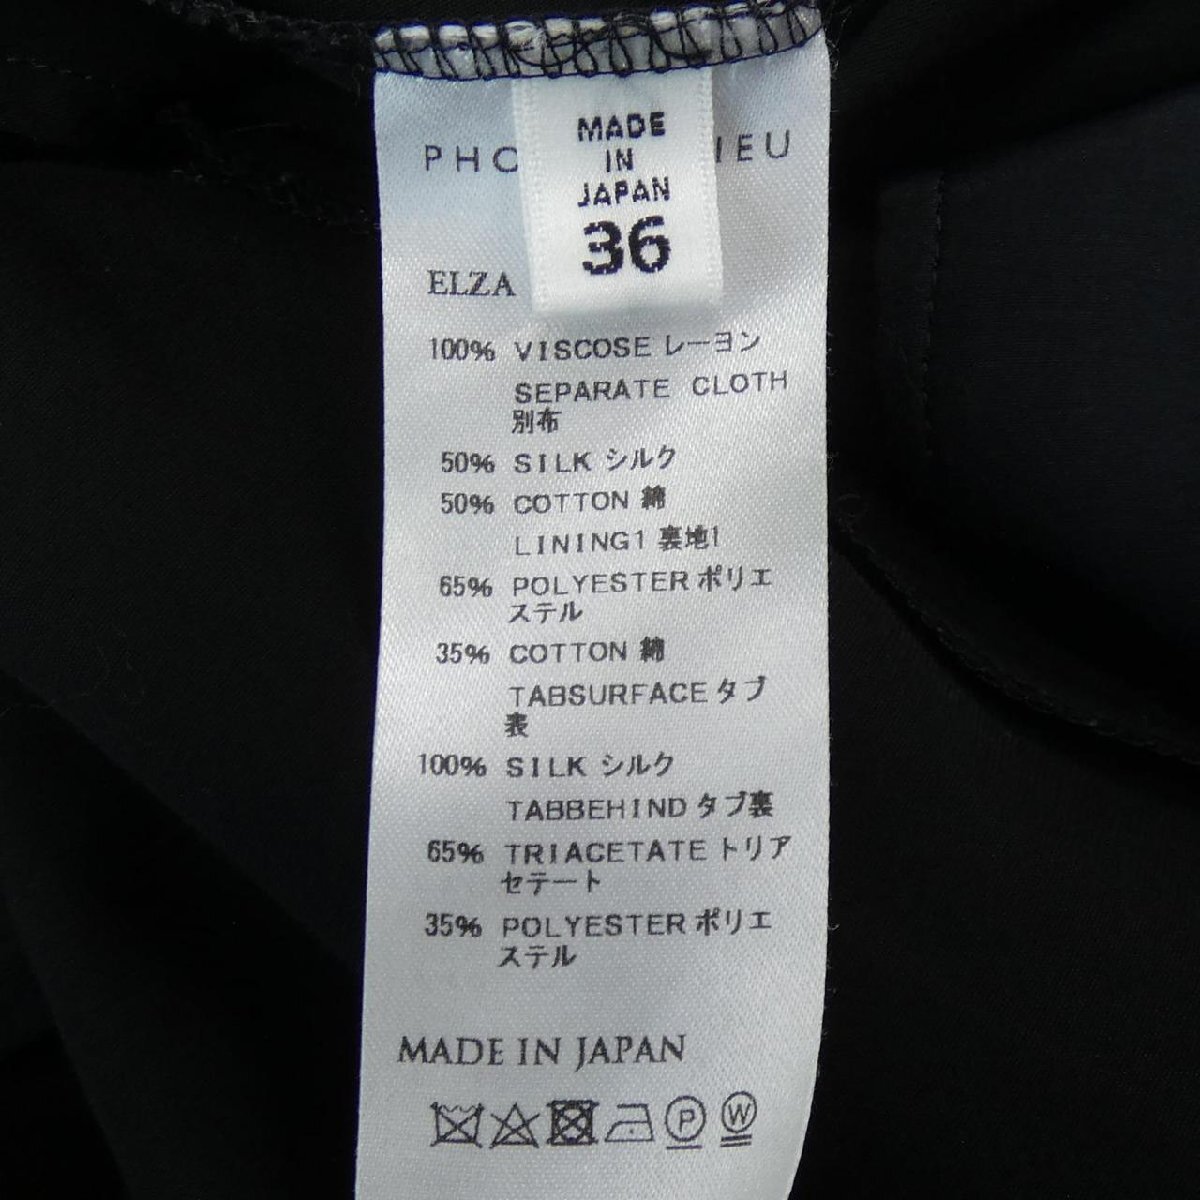 MADE
IN
JAPAN
36
ELZA
100% VISCOSE レーヨン
SEPARATE CLOTH
別布
50% SILK シルク
50% COTTON 綿
LINING1 裏地1
65% POLYESTER ポリエ
ステル
35% COTTON 綿
TABSURFACE タブ
表
100% SILK シルク
TABBEHIND タブ裏
65% TRIACETATE トリア
セテート
35% POLYESTER ポリエ
ステル
MADE IN JAPAN
P W